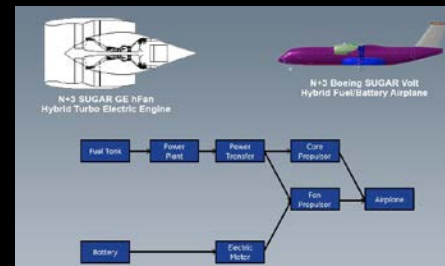 N+3 SUGAR GE hFan
Hybrid Turbo Electric Engine
N+3 Boeing SUGAR Volt
Hybrid Fuel/Battery Airplane
Fuel Tank
Power
Plant
Power
Transfer
Core
Propulsor
Fan
Propulsor
Airplane
Battery
Electric
Motor